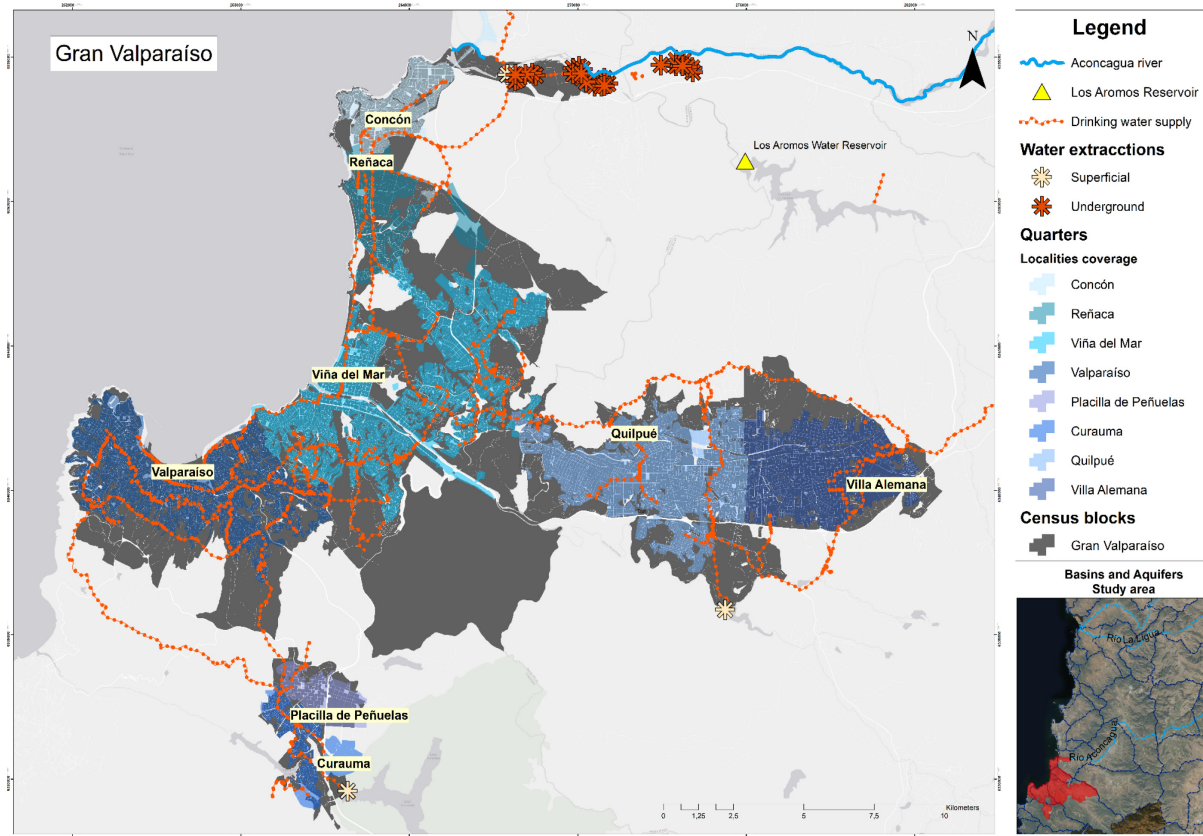 Gran Valparaíso
Concón
Reñaca
Viña del Mar
Valparaíso
Quilpué
Villa Alemana
Placilla de Peñuelas
Curauma
Los Aromos Water Reservoir
N
0 1,25 2,5 5 7,5 10
Kilometers
Legend
Aconcagua river
Los Aromos Reservoir
Drinking water supply
Water extracctions
Superficial
Underground
Quarters
Localities coverage
Concón
Reñaca
Viña del Mar
Valparaíso
Placilla de Peñuelas
Curauma
Quilpué
Villa Alemana
Census blocks
Gran Valparaíso
Basins and Aquifers
Study area
Río La Ligua
Río Aconcagua